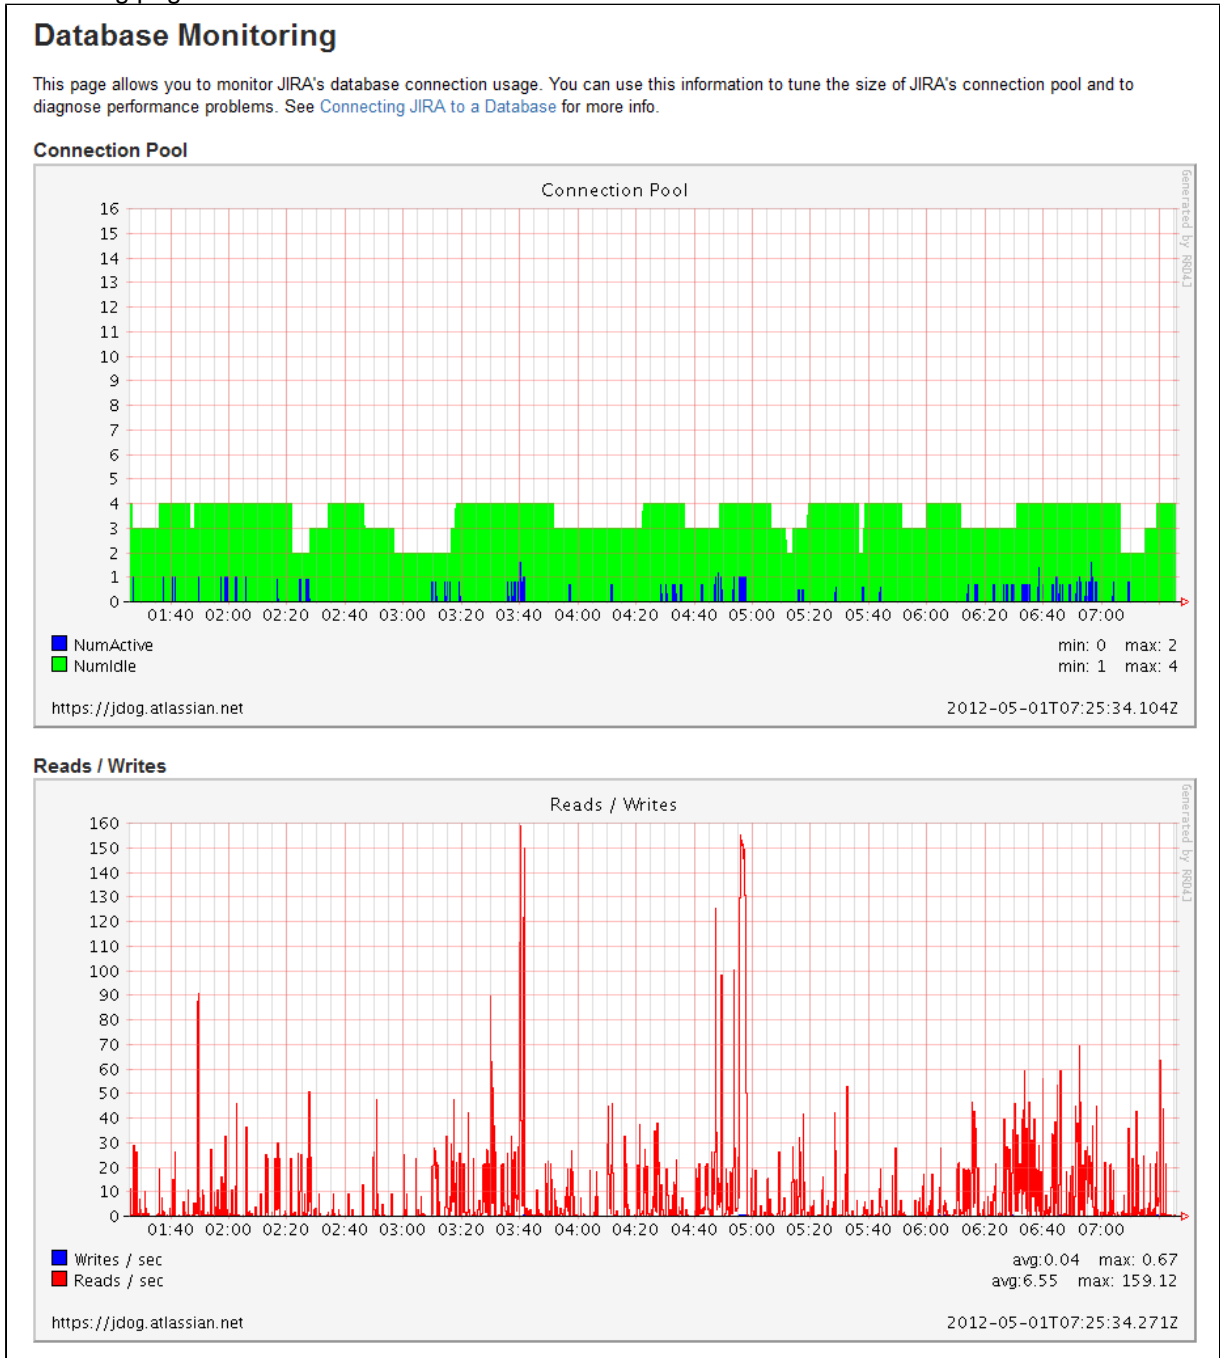 Database Monitoring
This page allows you to monitor JIRA's database connection usage. You can use this information to tune the size of JIRA's connection pool and to
diagnose performance problems. See Connecting JIRA to a Database for more info.
Connection Pool
Connection Pool
Generated by RRD4J
16
15
14
13
12
11
10
9
8
7
6
5
4
3
2
1
0
01:40 02:00 02:20 02:40 03:00 03:20 03:40 04:00 04:20 04:40 05:00 05:20 05:40 06:00 06:20 06:40 07:00
NumActive min: 0 max: 2
NumIdle min: 1 max: 4
https://jdog.atlassian.net 2012-05-01T07:25:34.104Z
Reads / Writes
Reads / Writes
Generated by RRD4J
160
150
140
130
120
110
100
90
80
70
60
50
40
30
20
10
0
01:40 02:00 02:20 02:40 03:00 03:20 03:40 04:00 04:20 04:40 05:00 05:20 05:40 06:00 06:20 06:40 07:00
Writes / sec avg:0.04 max: 0.67
Reads / sec avg:6.55 max: 159.12
https://jdog.atlassian.net 2012-05-01T07:25:34.271Z